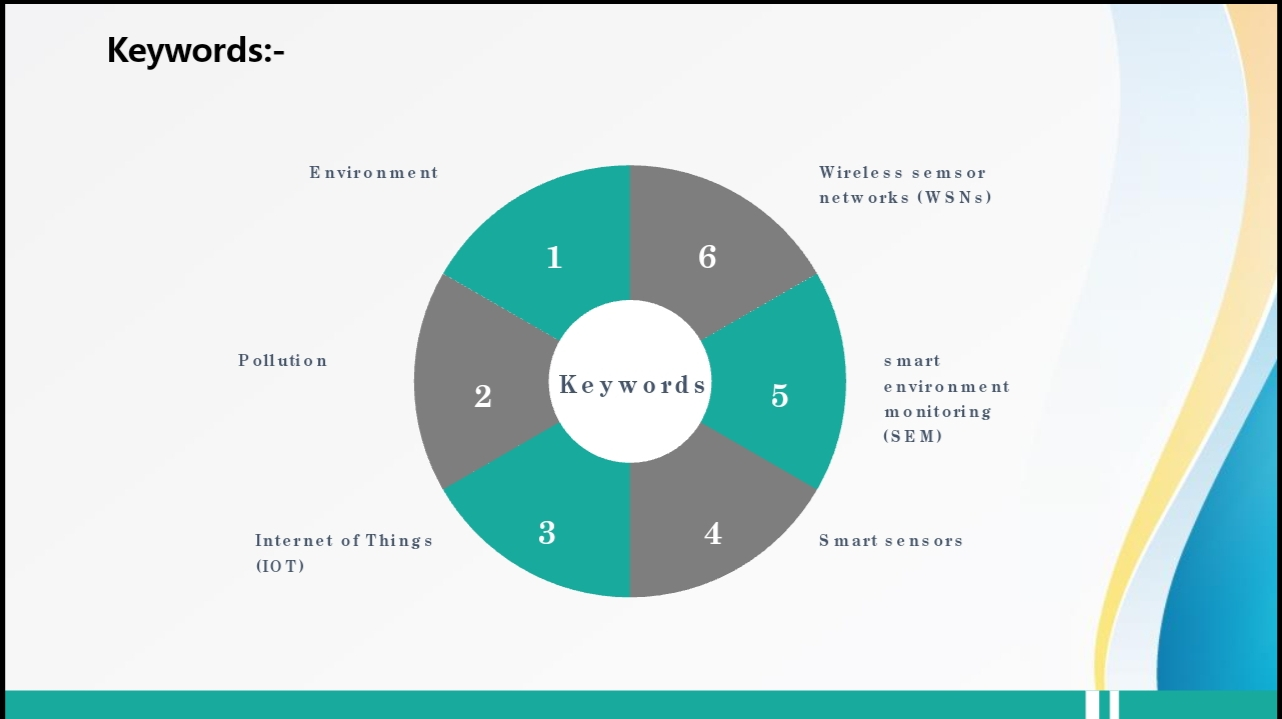 Keywords:-
Environment
Wireless semsor
networks (WSNs)
1
6
Pollution
smart
environment
monitoring
(SEM)
2
Keywords
5
Internet of Things
(IOT)
3
4
Smart sensors